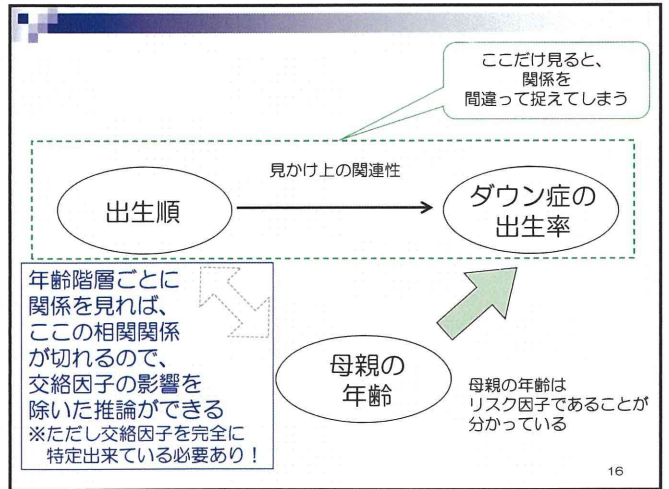 ここだけ見ると、
関係を
間違って捉えてしまう
見かけ上の関連性
出生順
ダウン症の
出生率
年齢階層ごとに
関係を見れば、
ここの相関関係
が切れるので、
交絡因子の影響を
除いた推論ができる
※ただし交絡因子を完全に
特定出来ている必要あり！
母親の
年齢
母親の年齢は
リスク因子であることが
分かっている
16